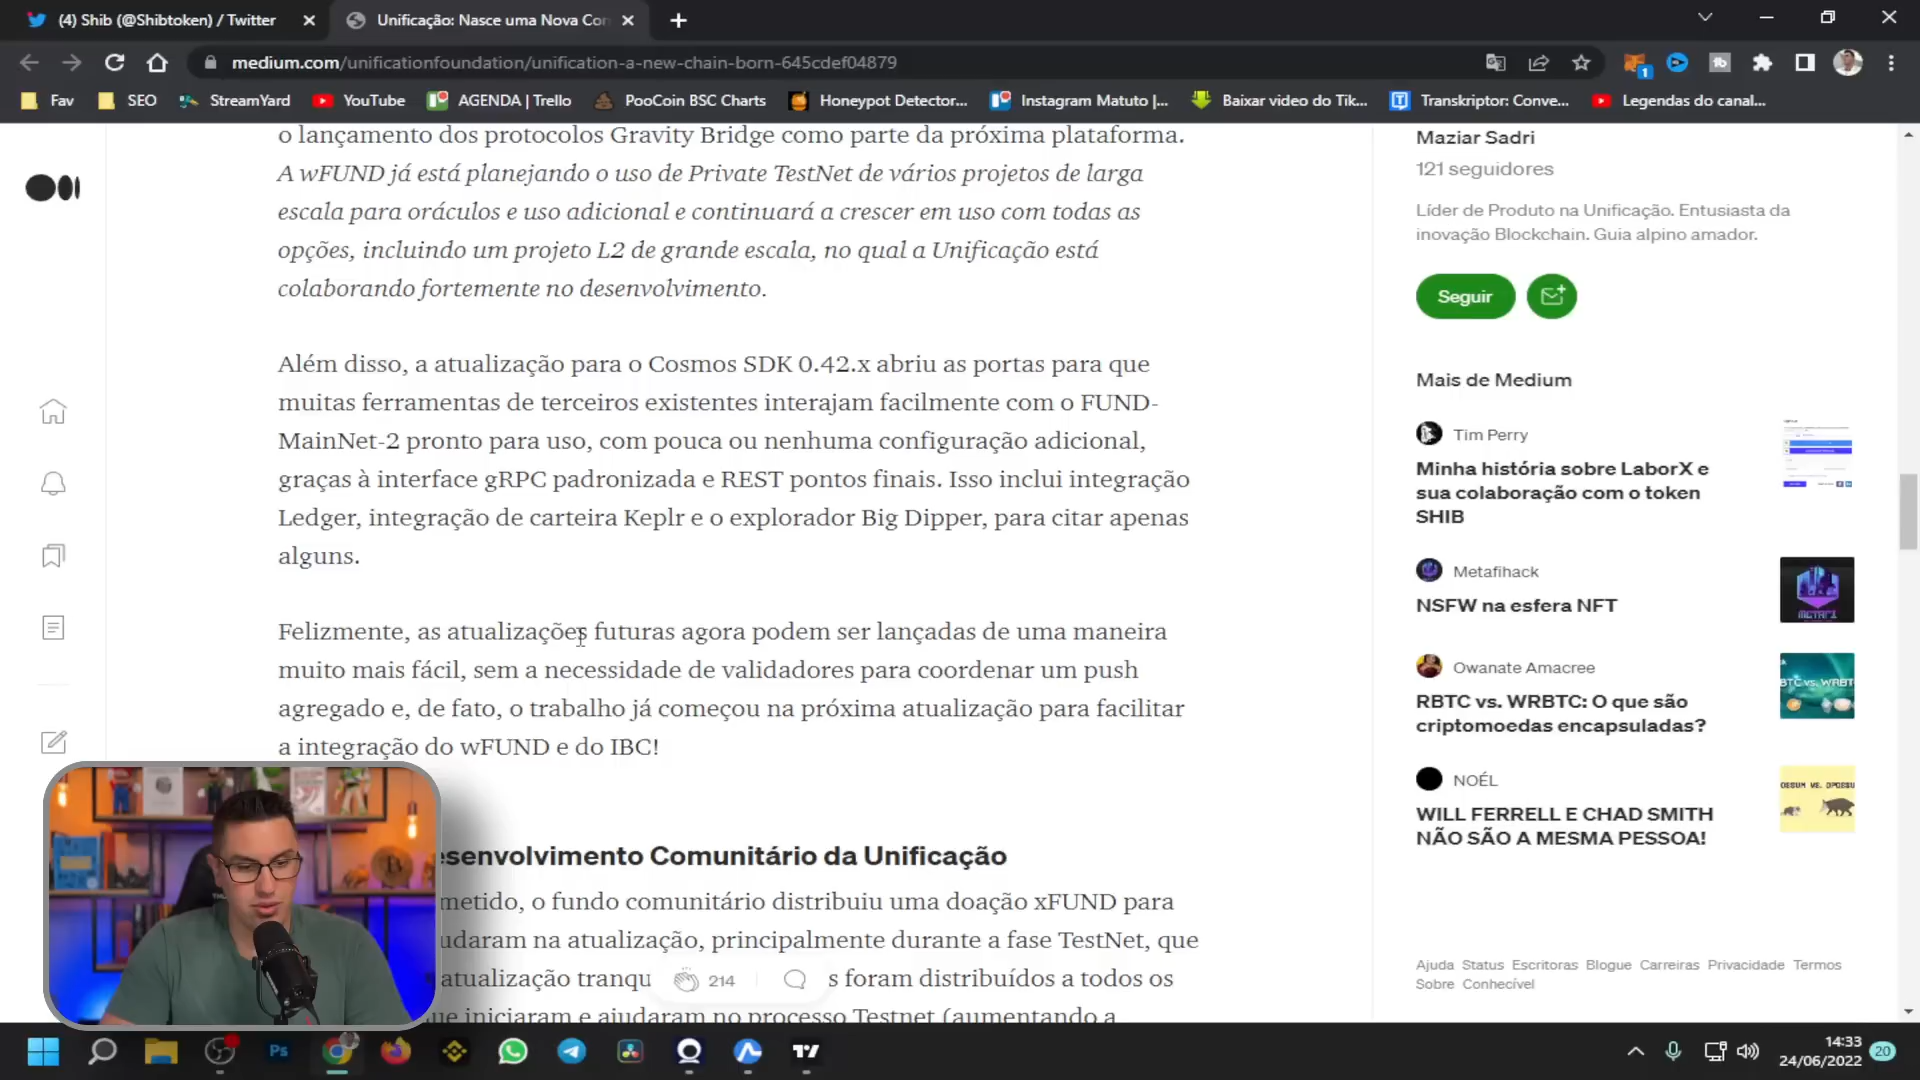 (4) Shib (@Shibtoken) / Twitter
Unificação: Nasce uma Nova Co
medium.com/unificationfoundation/unification-a-new-chain-born-645cdef04879
1
Fav
SEO
StreamYard
YouTube
AGENDA | Trello
PooCoin BSC Charts
Honeypot Detector...
Instagram Matuto |...
Baixar video do Tik...
Transkriptor: Conve...
Legendas do canal...
o lançamento dos protocolos Gravity Bridge como parte da próxima plataforma.
A wFUND já está planejando o uso de Private TestNet de vários projetos de larga
escala para oráculos e uso adicional e continuará a crescer em uso com todas as
opções, incluindo um projeto L2 de grande escala, no qual a Unificação está
colaborando fortemente no desenvolvimento.
Além disso, a atualização para o Cosmos SDK 0.42.x abriu as portas para que
muitas ferramentas de terceiros existentes interajam facilmente com o FUND-
MainNet-2 pronto para uso, com pouca ou nenhuma configuração adicional,
graças à interface gRPC padronizada e REST pontos finais. Isso inclui integração
Ledger, integração de carteira Keplr e o explorador Big Dipper, para citar apenas
alguns.
Felizmente, as atualizações futuras agora podem ser lançadas de uma maneira
muito mais fácil, sem a necessidade de validadores para coordenar um push
agregado e, de fato, o trabalho já começou na próxima atualização para facilitar
a integração do wFUND e do IBC!
esenvolvimento Comunitário da Unificação
metido, o fundo comunitário distribuiu uma doação xFUND para
udaram na atualização, principalmente durante a fase TestNet, que
atualização tranqu
214
s foram distribuídos a todos os
ue iniciaram e ajudaram no processo Testnet (aumentando a
Maziar Sadri
121 seguidores
Líder de Produto na Unificação. Entusiasta da
inovação Blockchain. Guia alpino amador.
Seguir
Mais de Medium
Tim Perry
Minha história sobre LaborX e
sua colaboração com o token
SHIB
Metafihack
NSFW na esfera NFT
Owanate Amacree
RBTC vs. WRBTC: O que são
criptomoedas encapsuladas?
BTC vs. WRBT
NOÉL
WILL FERRELL E CHAD SMITH
NÃO SÃO A MESMA PESSOA!
OSSUM VS. OPOSSU
Ajuda Status Escritoras Blogue Carreiras Privacidade Termos
Sobre Conhecível
Ps
14:33
24/06/2022
20